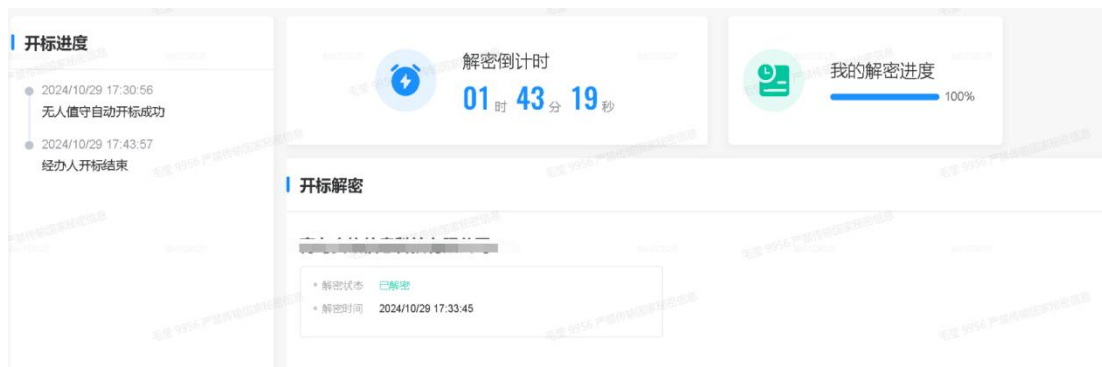 开标进度
2024/10/29 17:30:56
无人值守自动开标成功
2024/10/29 17:43:57
经办人开标结束
解密倒计时
01 时 43 分 19 秒
我的解密进度
100%
开标解密
解密状态 已解密
解密时间 2024/10/29 17:33:45